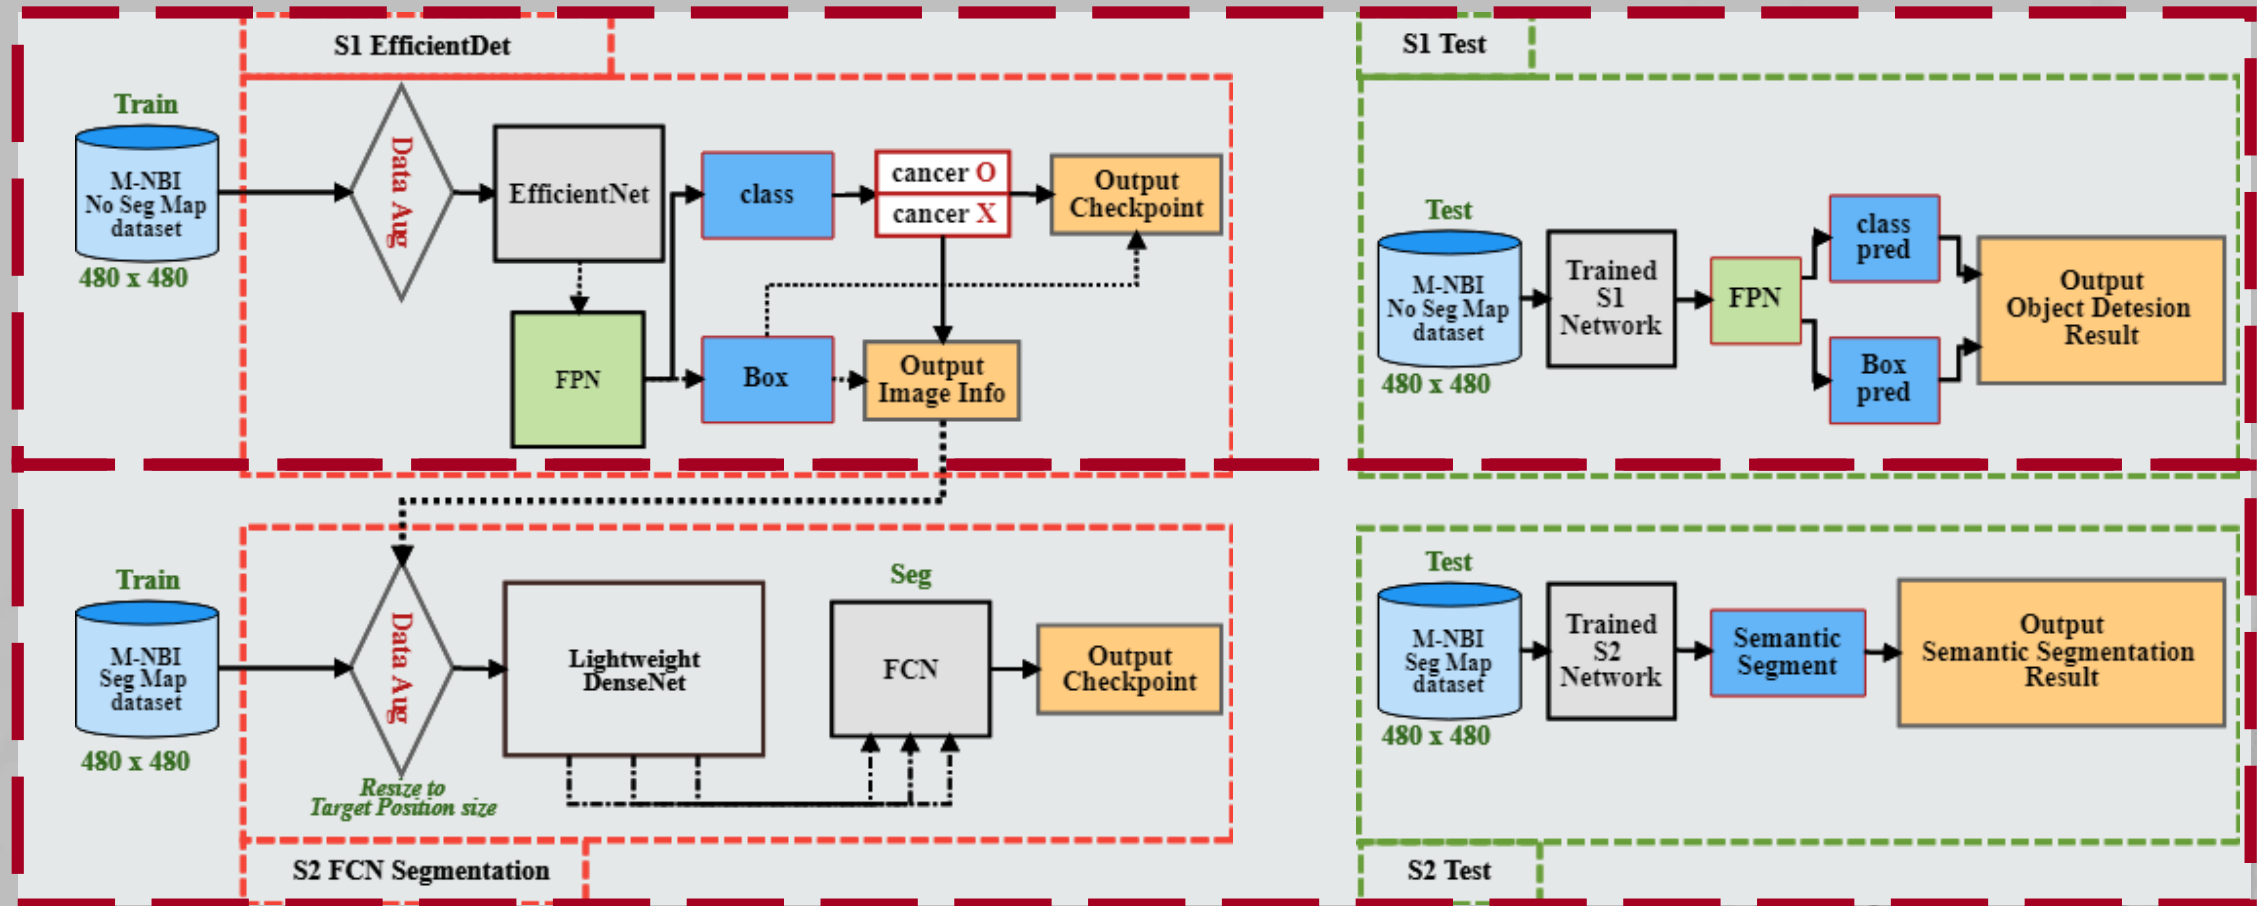 S1 EfficientDet
Train
M-NBI
No Seg Map
dataset
480 x 480
Data Aug
EfficientNet
class
cancer O
cancer X
Output
Checkpoint
FPN
Box
Output
Image Info
S1 Test
Test
M-NBI
No Seg Map
dataset
480 x 480
Trained
S1
Network
FPN
class
pred
Box
pred
Output
Object Detesion
Result
Train
M-NBI
Seg Map
dataset
480 x 480
Data Aug
Resize to
Target Position size
Lightweight
DenseNet
Seg
FCN
Output
Checkpoint
S2 FCN Segmentation
Test
M-NBI
Seg Map
dataset
480 x 480
Trained
S2
Network
Semantic
Segment
Output
Semantic Segmentation
Result
S2 Test